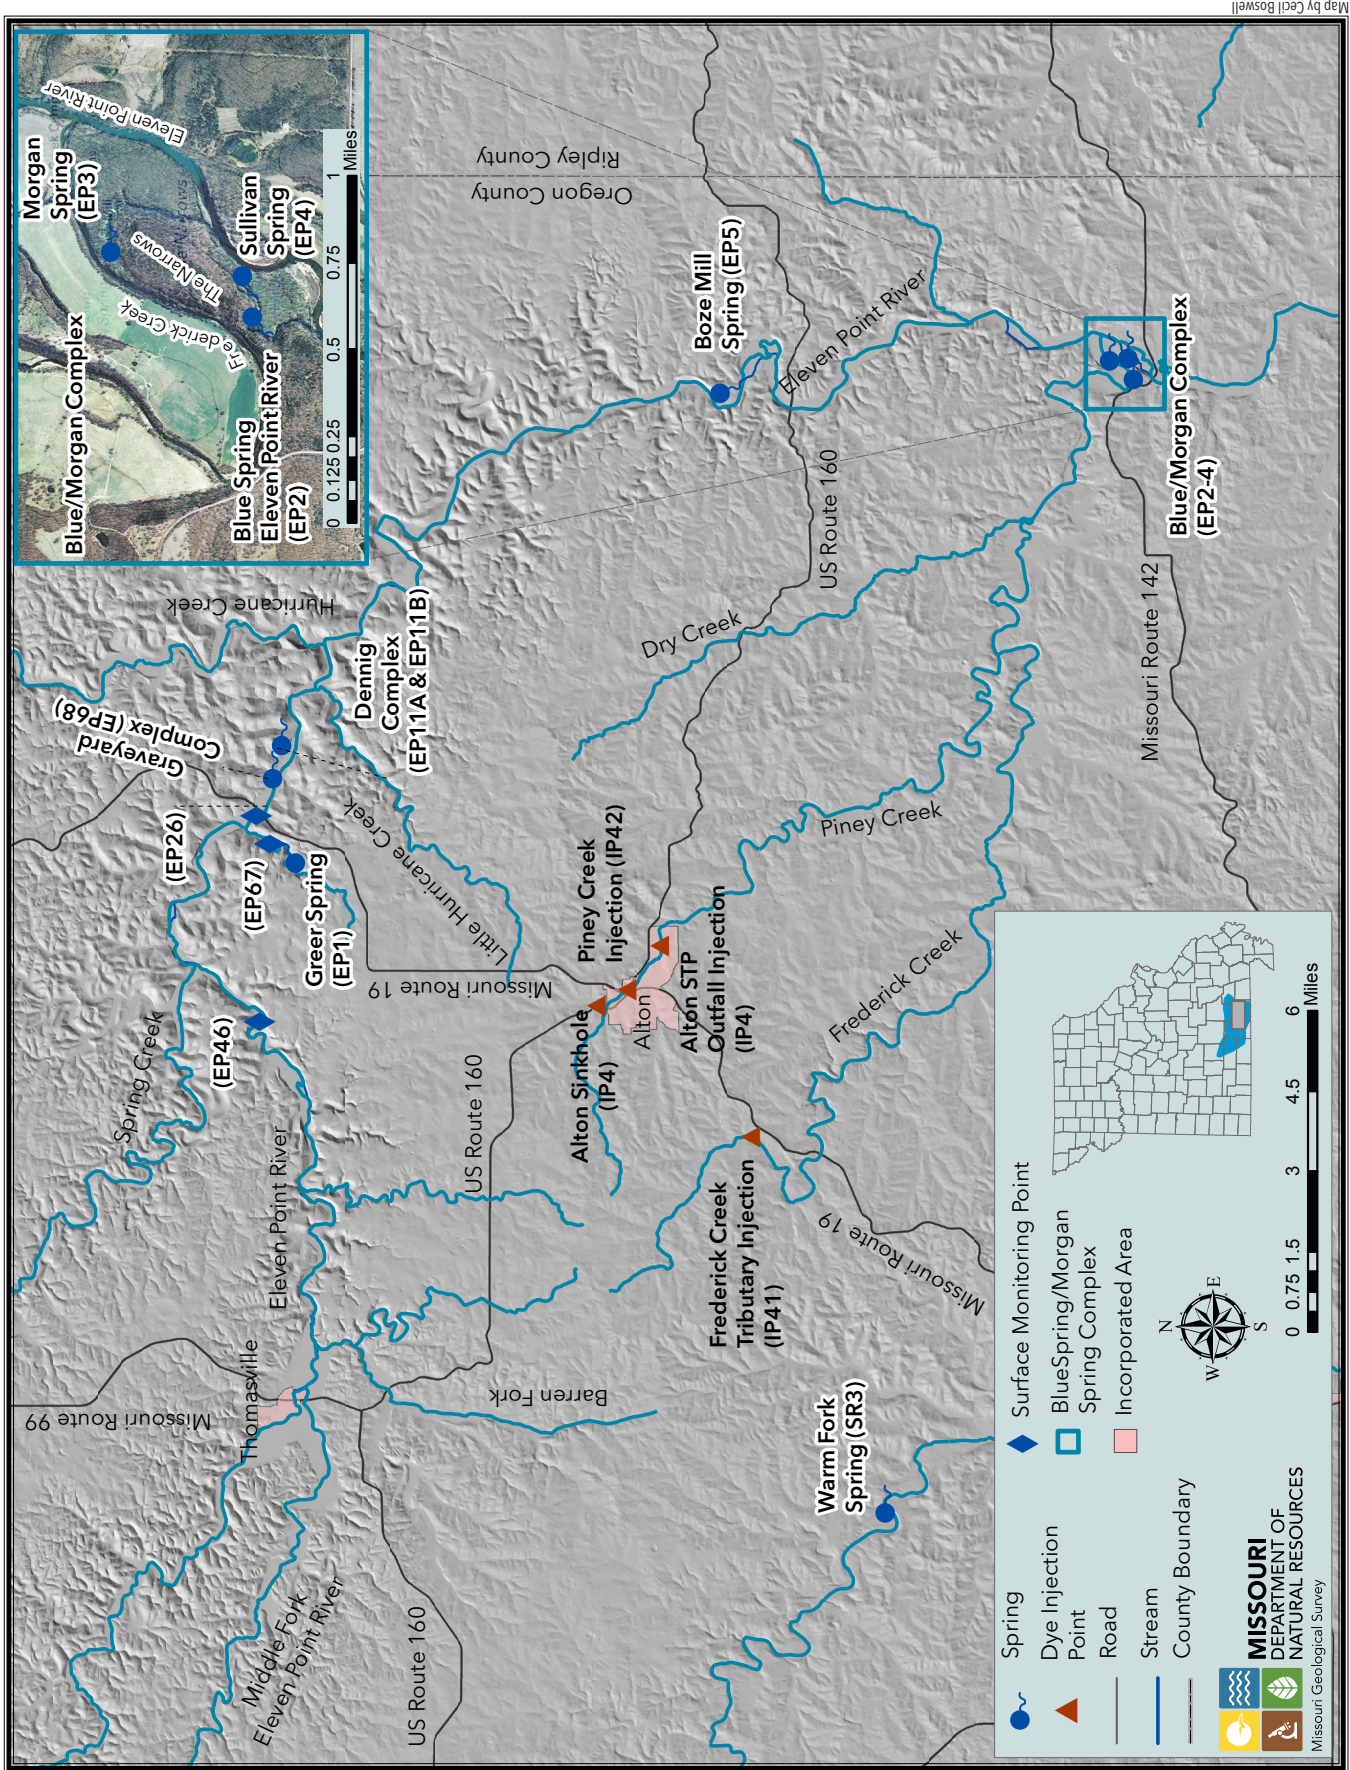 Map by Cecil Boswell
Blue/Morgan Complex
Morgan
Spring
(EP3)
Eleven Point River
The Narrows
Frederick Creek
Sullivan
Spring
(EP4)
Blue Spring
Eleven Point River
(EP2)
0 0.125 0.25 0.5 0.75 1
Miles
Hurricane Creek
Graveyard
Complex (EP68)
Dennig
Complex
(EP11A & EP11B)
(EP26)
(EP67)
Greer Spring
(EP1)
(EP46)
Spring Creek
Eleven Point River
Little Hurricane Creek
Missouri Route 19
Missouri Route 99
Thomasville
Middle Fork
Eleven Point River
US Route 160
Barren Fork
US Route 160
Alton Sinkhole
(IP4)
Piney Creek
Injection (IP42)
Alton
Alton STP
Outfall Injection
(IP4)
Frederick Creek
Tributary Injection
(IP41)
Missouri Route 19
Frederick Creek
Piney Creek
Dry Creek
US Route 160
Boze Mill
Spring (EP5)
Eleven Point River
Ripley County
Oregon County
Missouri Route 142
Blue/Morgan Complex
(EP2-4)
Warm Fork
Spring (SR3)
Spring
Dye Injection
Point
Road
Stream
County Boundary
Surface Monitoring Point
BlueSpring/Morgan
Spring Complex
Incorporated Area
N
E
S
W
0 0.75 1.5 3 4.5 6
Miles
MISSOURI
DEPARTMENT OF
NATURAL RESOURCES
Missouri Geological Survey